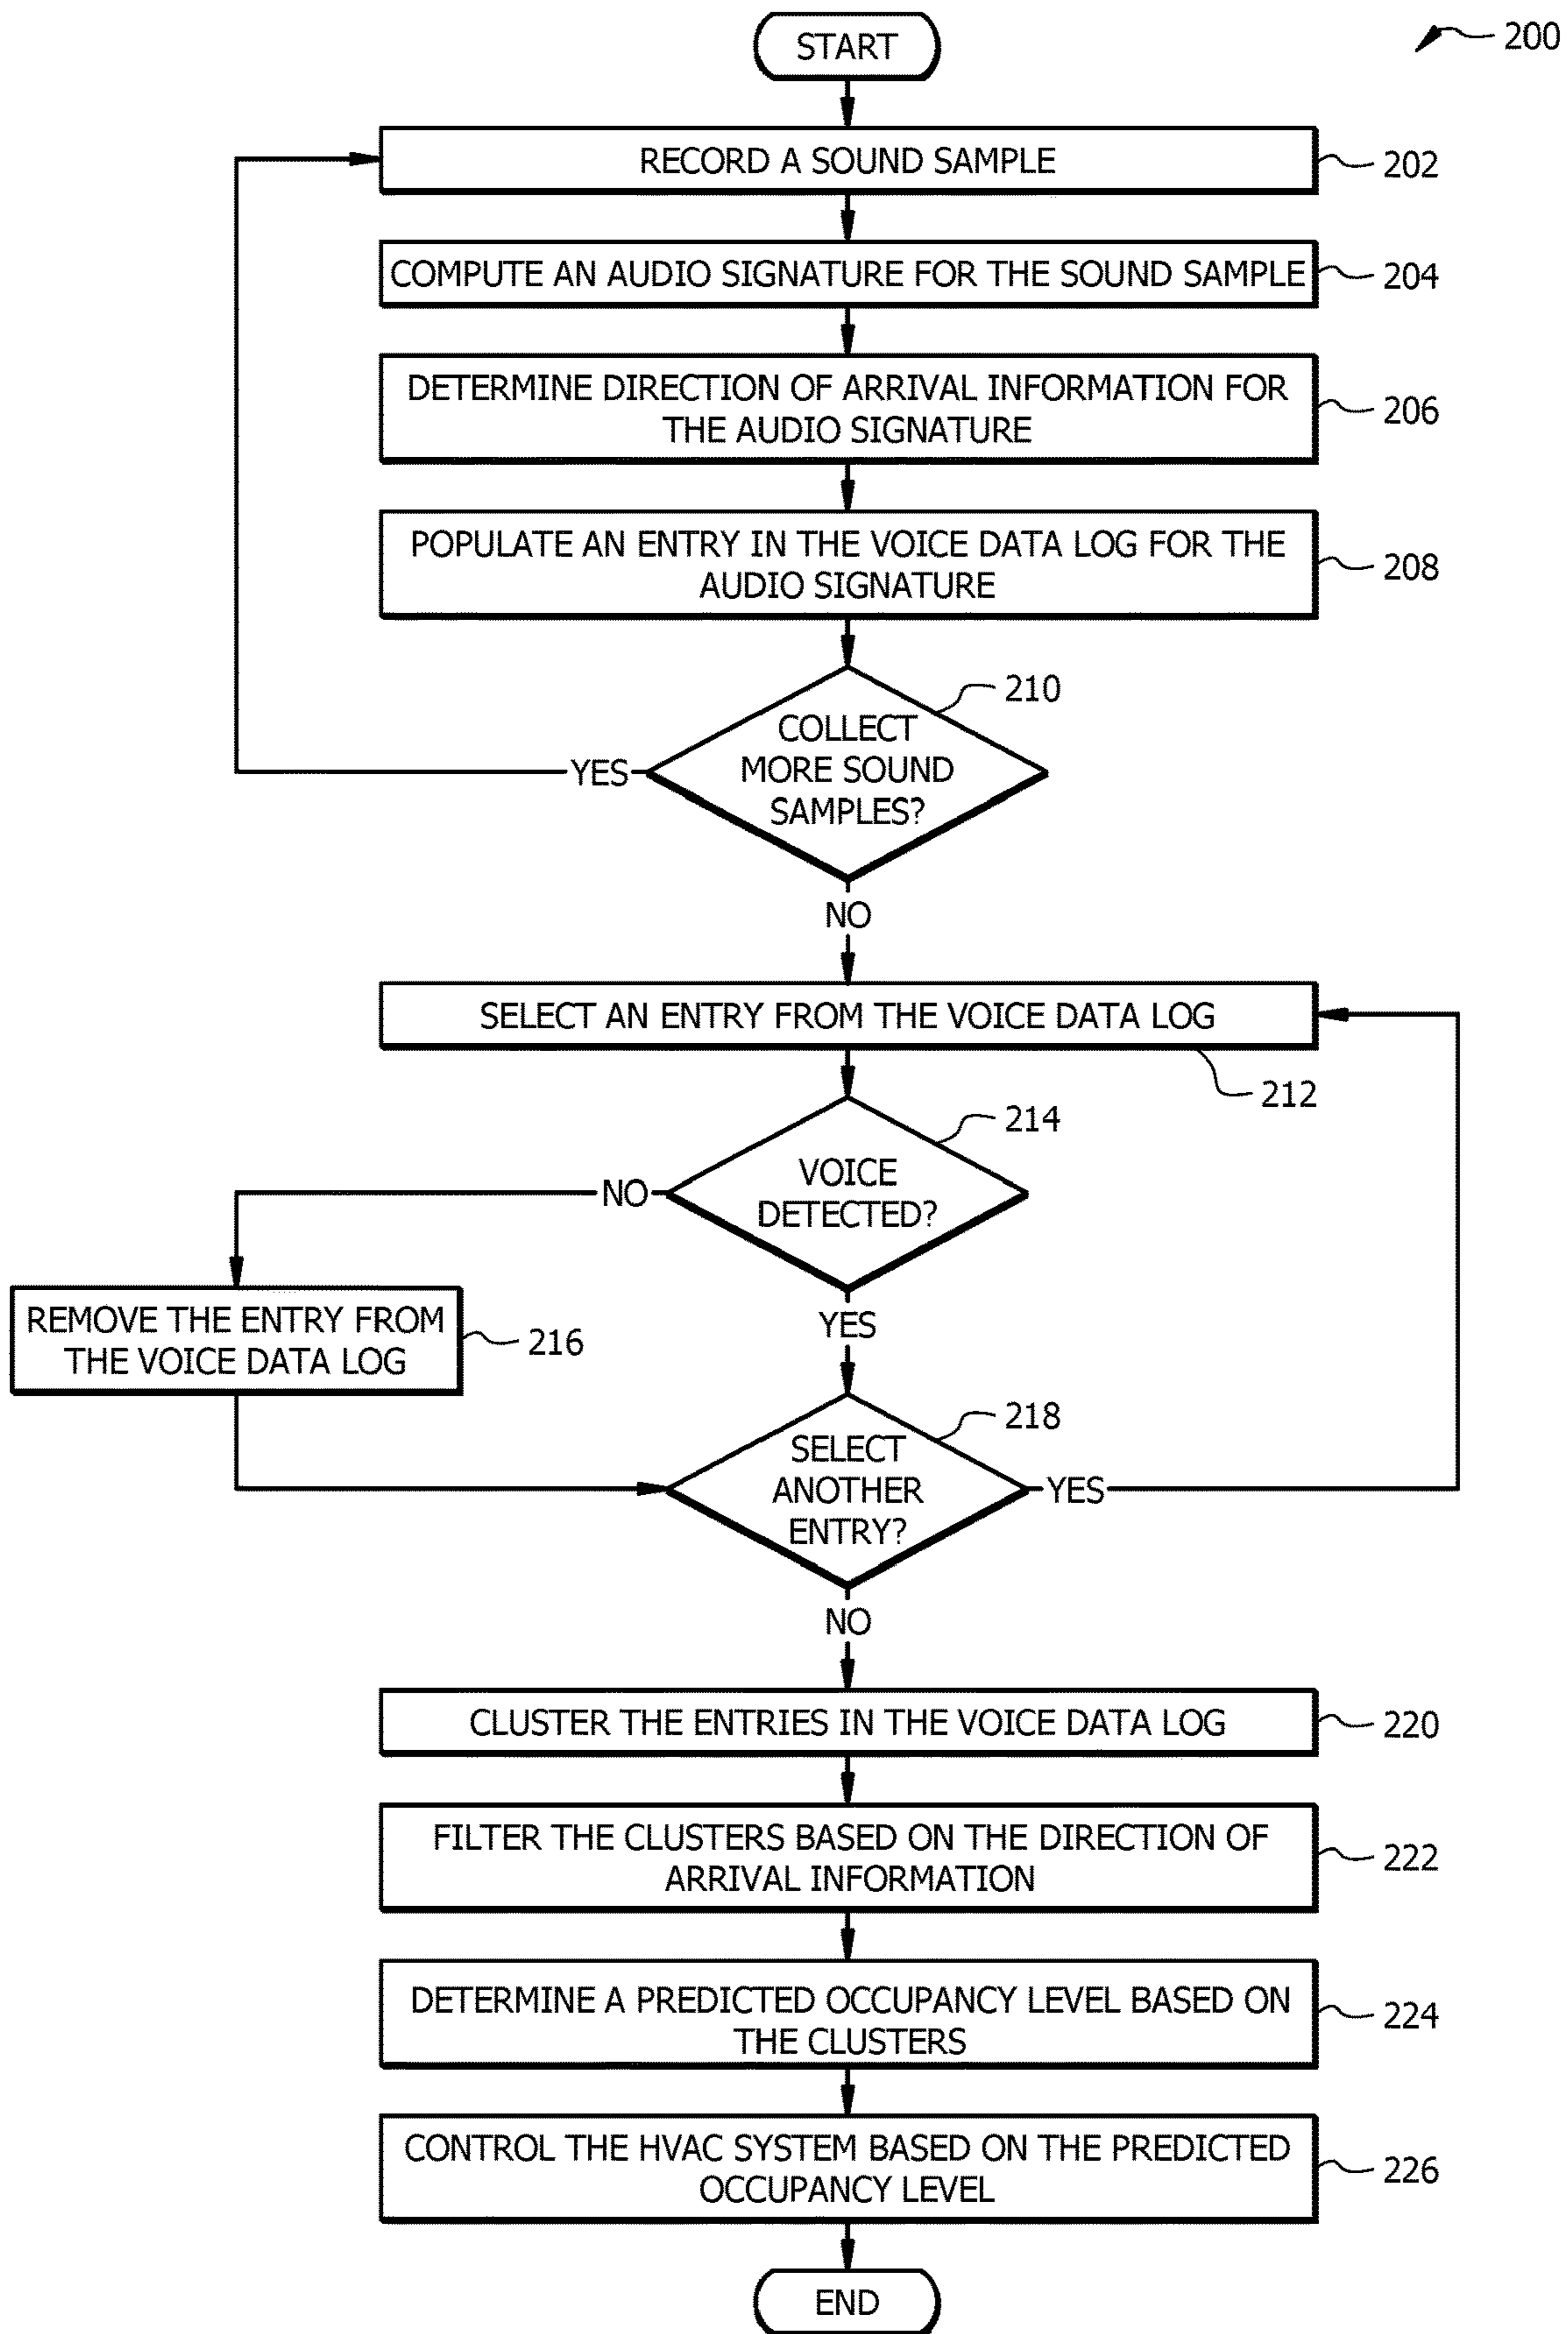 START
200
RECORD A SOUND SAMPLE
202
COMPUTE AN AUDIO SIGNATURE FOR THE SOUND SAMPLE
204
DETERMINE DIRECTION OF ARRIVAL INFORMATION FOR
THE AUDIO SIGNATURE
206
POPULATE AN ENTRY IN THE VOICE DATA LOG FOR THE
AUDIO SIGNATURE
208
210
COLLECT
MORE SOUND
SAMPLES?
YES
NO
SELECT AN ENTRY FROM THE VOICE DATA LOG
212
214
VOICE
DETECTED?
NO
YES
REMOVE THE ENTRY FROM
THE VOICE DATA LOG
216
218
SELECT
ANOTHER
ENTRY?
YES
NO
CLUSTER THE ENTRIES IN THE VOICE DATA LOG
220
FILTER THE CLUSTERS BASED ON THE DIRECTION OF
ARRIVAL INFORMATION
222
DETERMINE A PREDICTED OCCUPANCY LEVEL BASED ON
THE CLUSTERS
224
CONTROL THE HVAC SYSTEM BASED ON THE PREDICTED
OCCUPANCY LEVEL
226
END